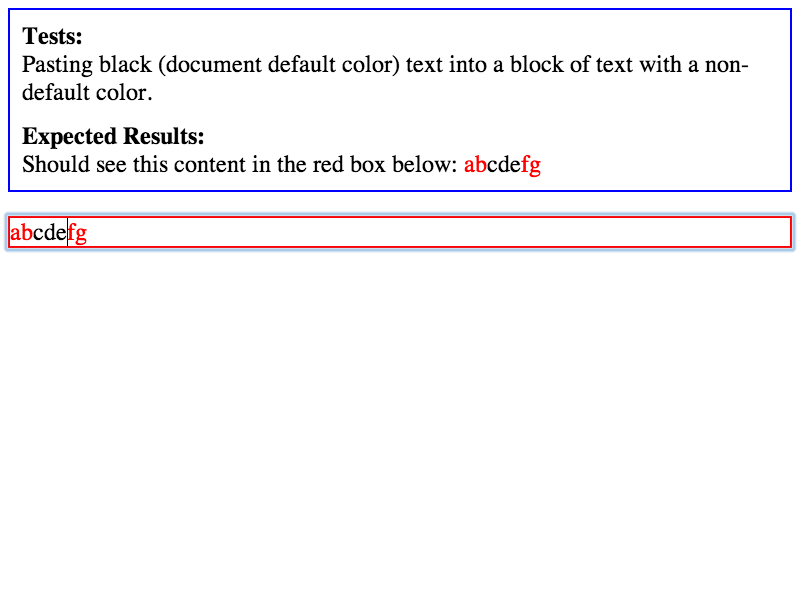 Tests:
Pasting black (document default color) text into a block of text with a non-
default color.
Expected Results:
Should see this content in the red box below: abcdefg
abcdefg